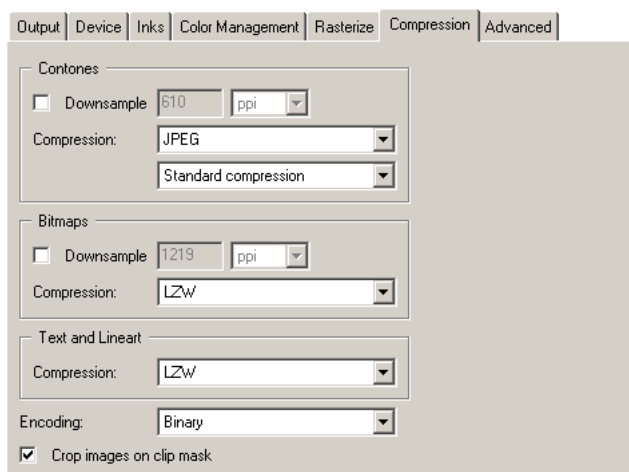 Output Device Inks Color Management Rasterize Compression Advanced
Contones
Downsample 610 ppi
Compression: JPEG
Standard compression
Bitmaps
Downsample 1219 ppi
Compression: LZW
Text and Lineart
Compression: LZW
Encoding: Binary
Crop images on clip mask